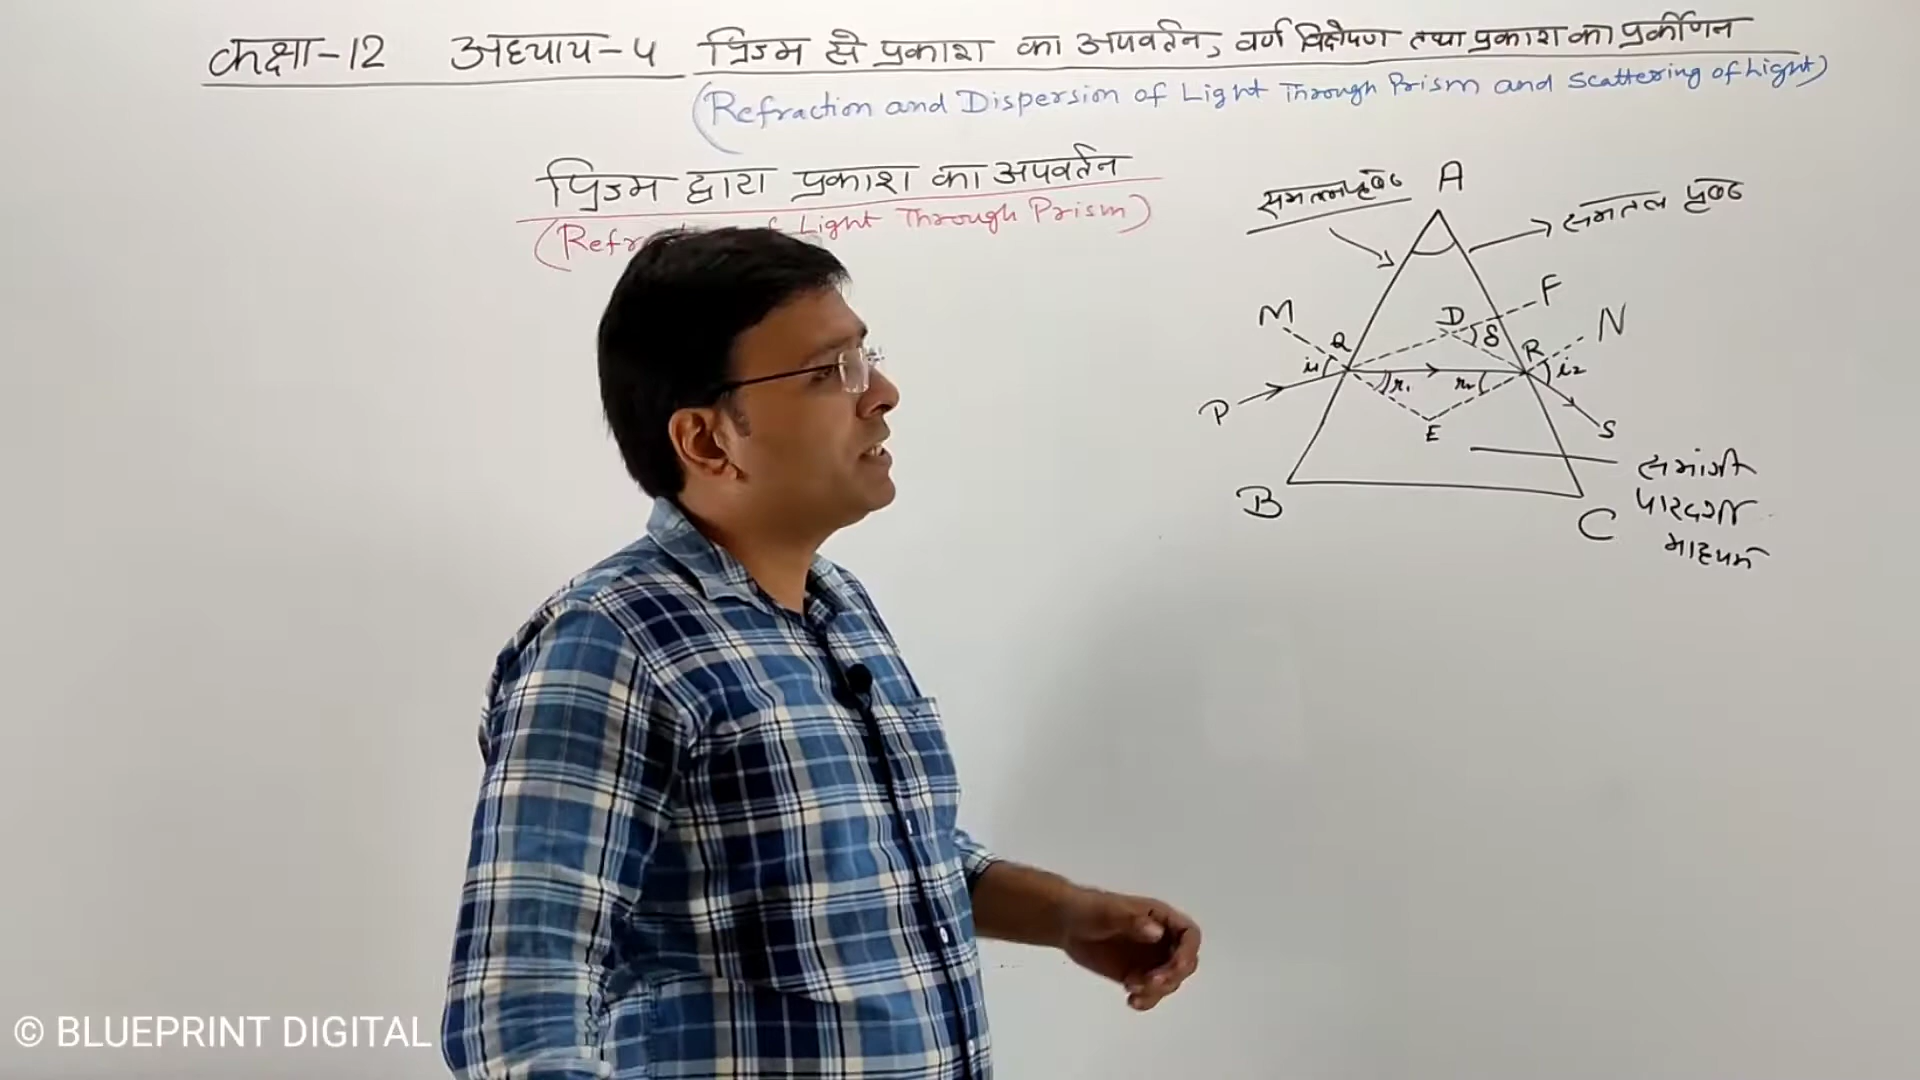 कक्षा-12 अध्याय-4 प्रिज्म से प्रकाश का अपवर्तन, वर्ण विक्षेपण तथा प्रकाश का प्रकीर्णन
(Refraction and Dispersion of Light Through Prism and Scattering of Light)
प्रिज्म द्वारा प्रकाश का अपवर्तन
(Refr Light Through Prism)
समतल पृष्ठ
A
समतल पृष्ठ
M
D
F
δ
N
Q
R
i1
r1
r2
i2
P
E
S
B
C
समांगी
पारदर्शी
माध्यम
© BLUEPRINT DIGITAL